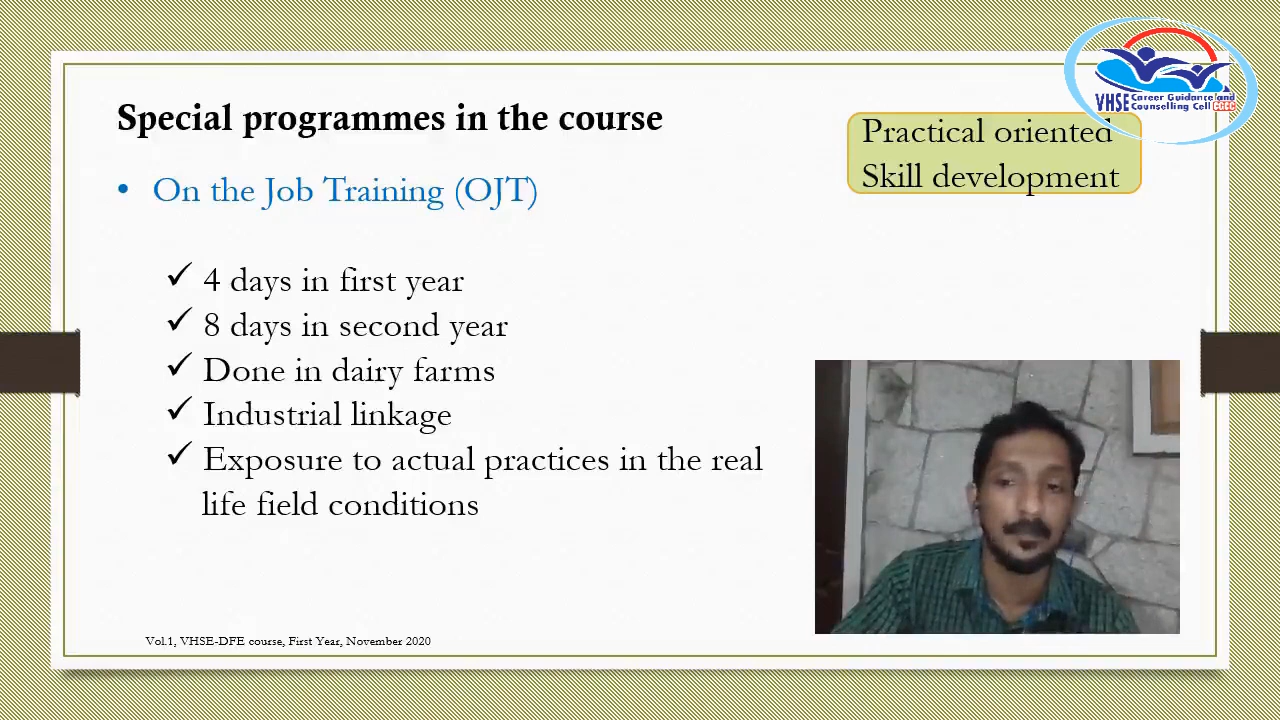 Special programmes in the course
Practical oriented
Skill development
VHSE Career Guidance and
Counselling Cell CGCC
• On the Job Training (OJT)
✓ 4 days in first year
✓ 8 days in second year
✓ Done in dairy farms
✓ Industrial linkage
✓ Exposure to actual practices in the real
life field conditions
Vol.1, VHSE-DFE course, First Year, November 2020